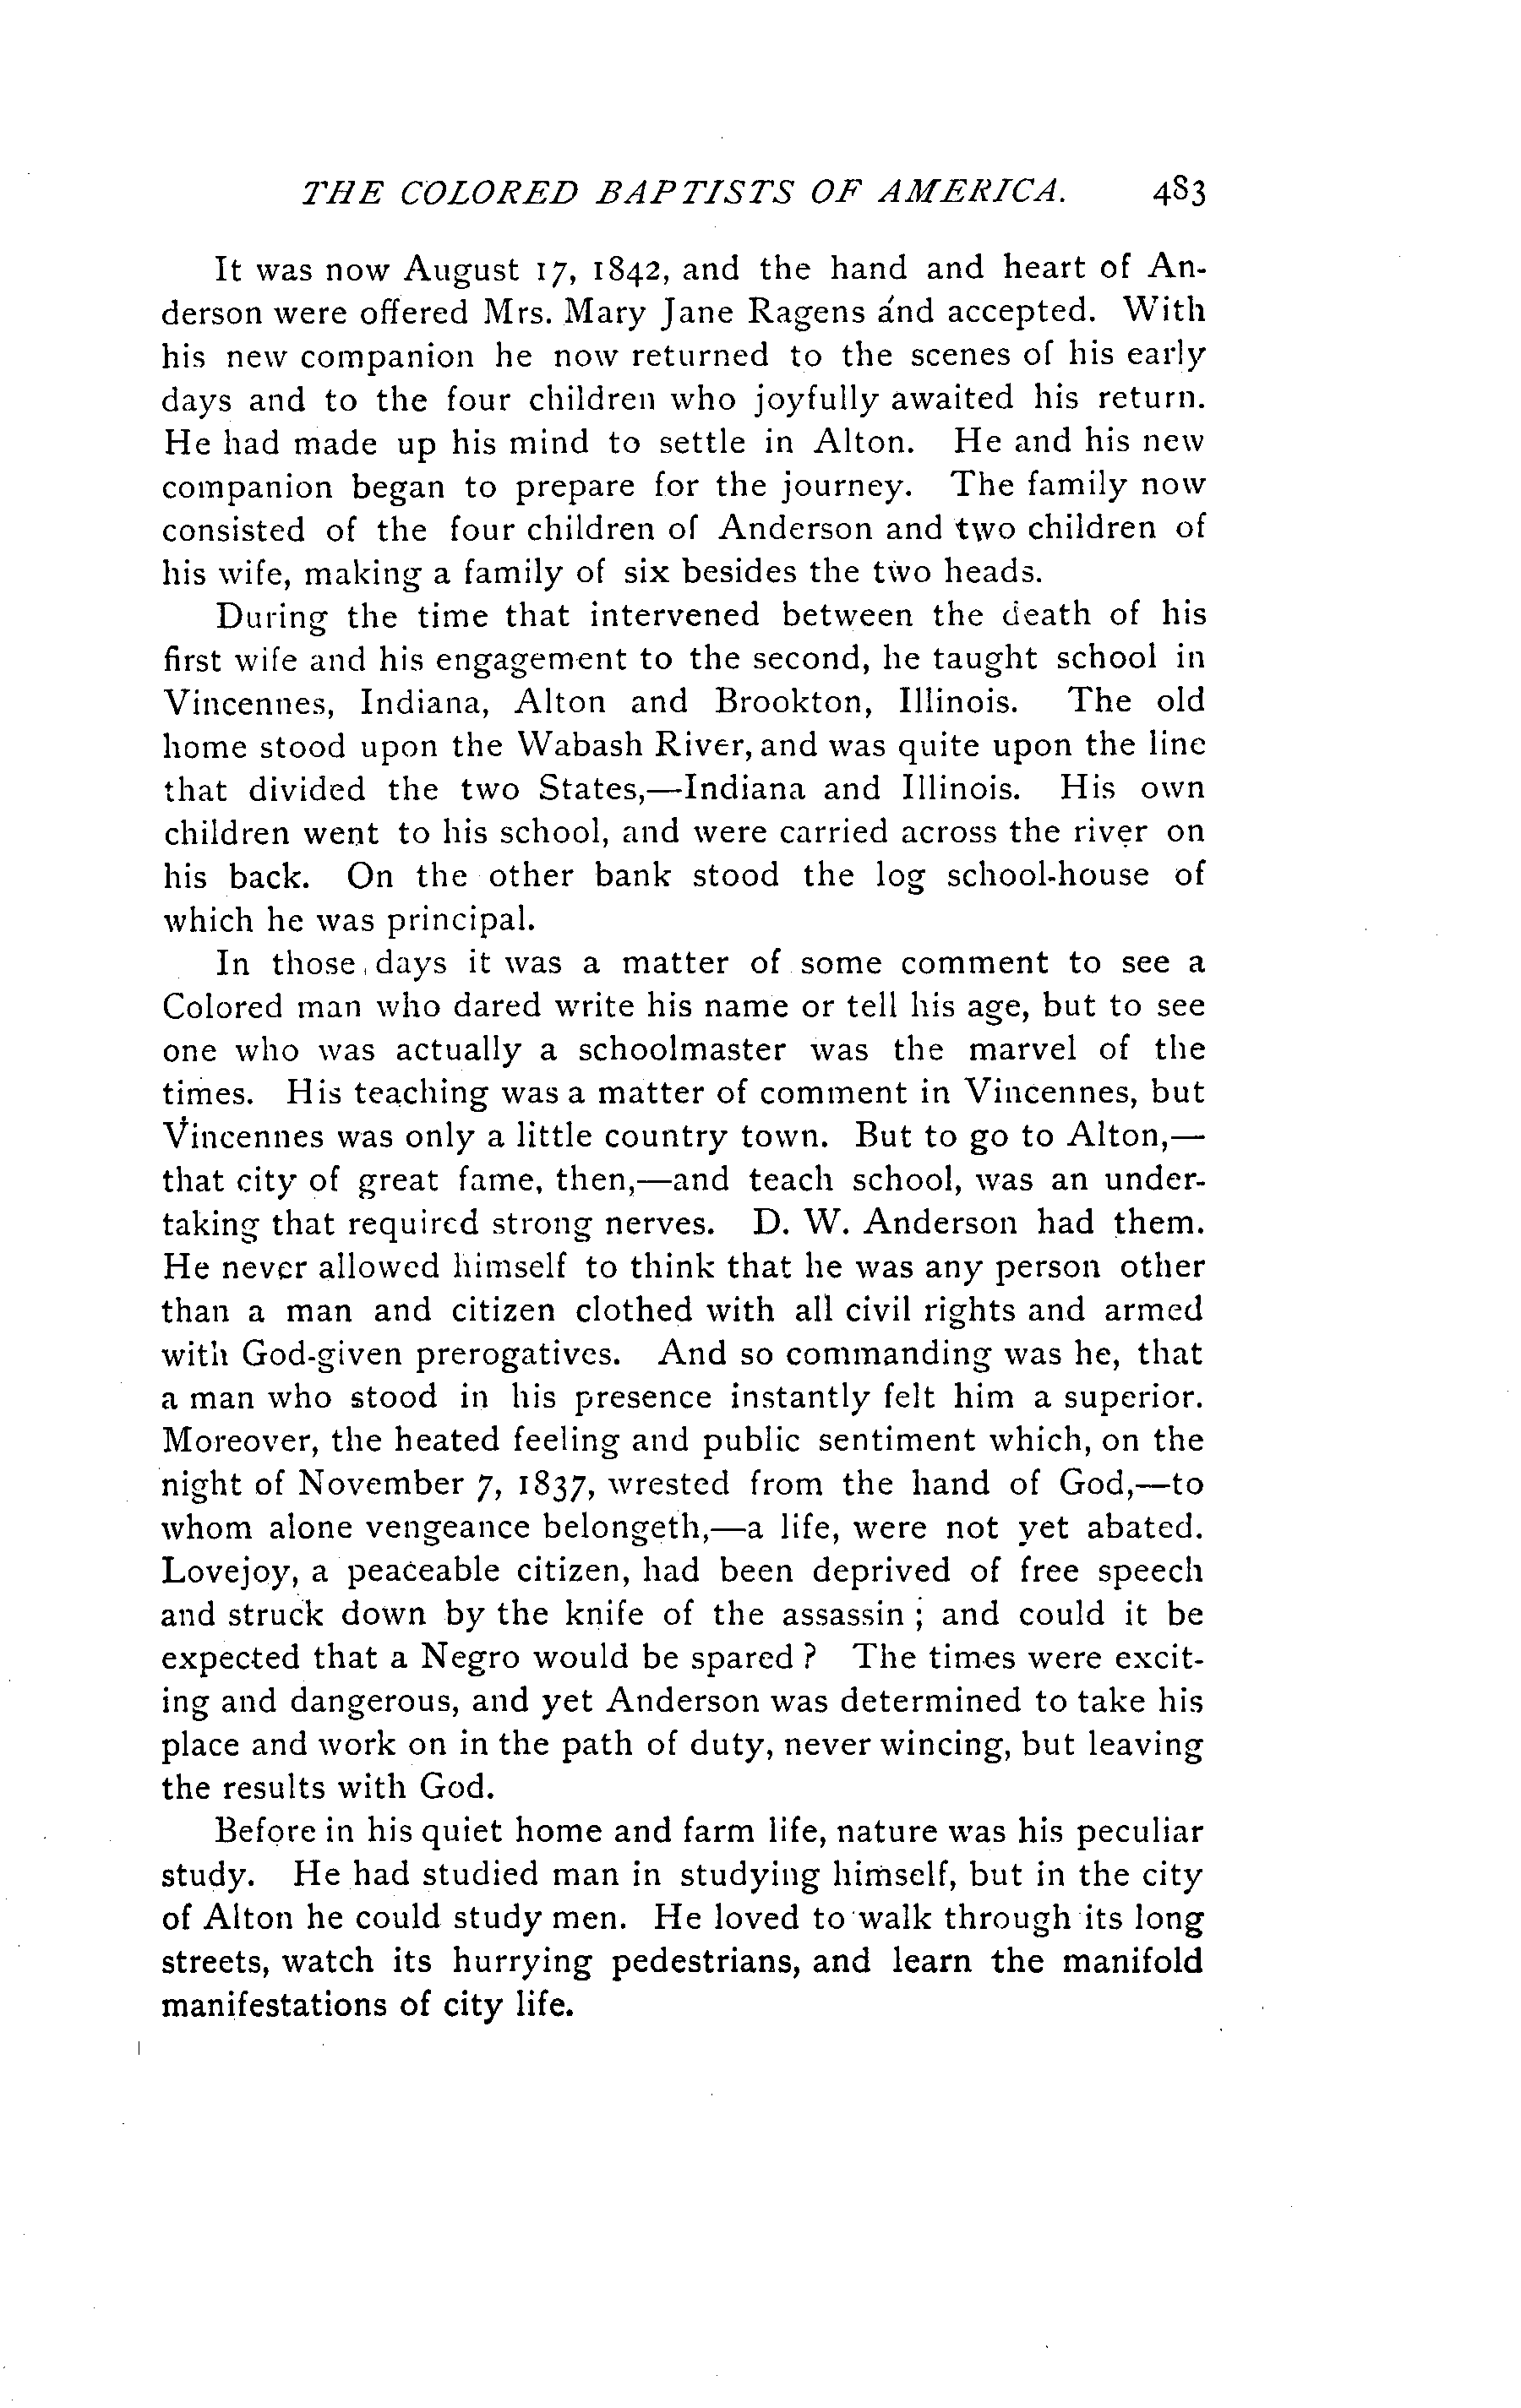 THE COLORED BAPTISTS OF AMERICA. 483
It was now August 17, 1842, and the hand and heart of An-
derson were offered Mrs. Mary Jane Ragens and accepted. With
his new companion he now returned to the scenes of his early
days and to the four children who joyfully awaited his return.
He had made up his mind to settle in Alton. He and his new
companion began to prepare for the journey. The family now
consisted of the four children of Anderson and two children of
his wife, making a family of six besides the two heads.
During the time that intervened between the death of his
first wife and his engagement to the second, he taught school in
Vincennes, Indiana, Alton and Brookton, Illinois. The old
home stood upon the Wabash River, and was quite upon the line
that divided the two States,—Indiana and Illinois. His own
children went to his school, and were carried across the river on
his back. On the other bank stood the log school-house of
which he was principal.
In those days it was a matter of some comment to see a
Colored man who dared write his name or tell his age, but to see
one who was actually a schoolmaster was the marvel of the
times. His teaching was a matter of comment in Vincennes, but
Vincennes was only a little country town. But to go to Alton,—
that city of great fame, then,—and teach school, was an under-
taking that required strong nerves. D. W. Anderson had them.
He never allowed himself to think that he was any person other
than a man and citizen clothed with all civil rights and armed
with God-given prerogatives. And so commanding was he, that
a man who stood in his presence instantly felt him a superior.
Moreover, the heated feeling and public sentiment which, on the
night of November 7, 1837, wrested from the hand of God,—to
whom alone vengeance belongeth,—a life, were not yet abated.
Lovejoy, a peaceable citizen, had been deprived of free speech
and struck down by the knife of the assassin ; and could it be
expected that a Negro would be spared ? The times were excit-
ing and dangerous, and yet Anderson was determined to take his
place and work on in the path of duty, never wincing, but leaving
the results with God.
Before in his quiet home and farm life, nature was his peculiar
study. He had studied man in studying himself, but in the city
of Alton he could study men. He loved to walk through its long
streets, watch its hurrying pedestrians, and learn the manifold
manifestations of city life.